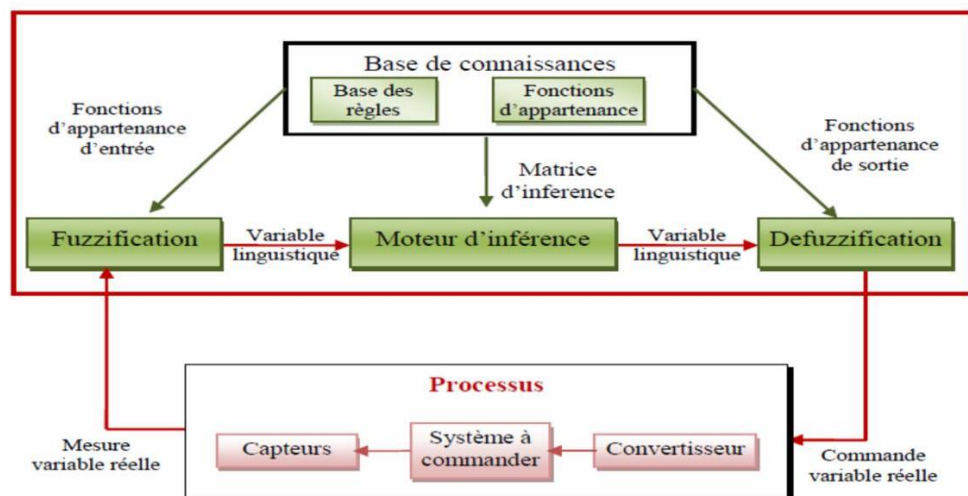 Base de connaissances
Base des
règles
Fonctions
d'appartenance
Fonctions
d'appartenance
d'entrée
Matrice
d'inference
Fonctions
d'appartenance
de sortie
Fuzzification
Variable
linguistique
Moteur d'inférence
Variable
linguistique
Defuzzification
Processus
Mesure
variable réelle
Capteurs
Système à
commander
Convertisseur
Commande
variable réelle